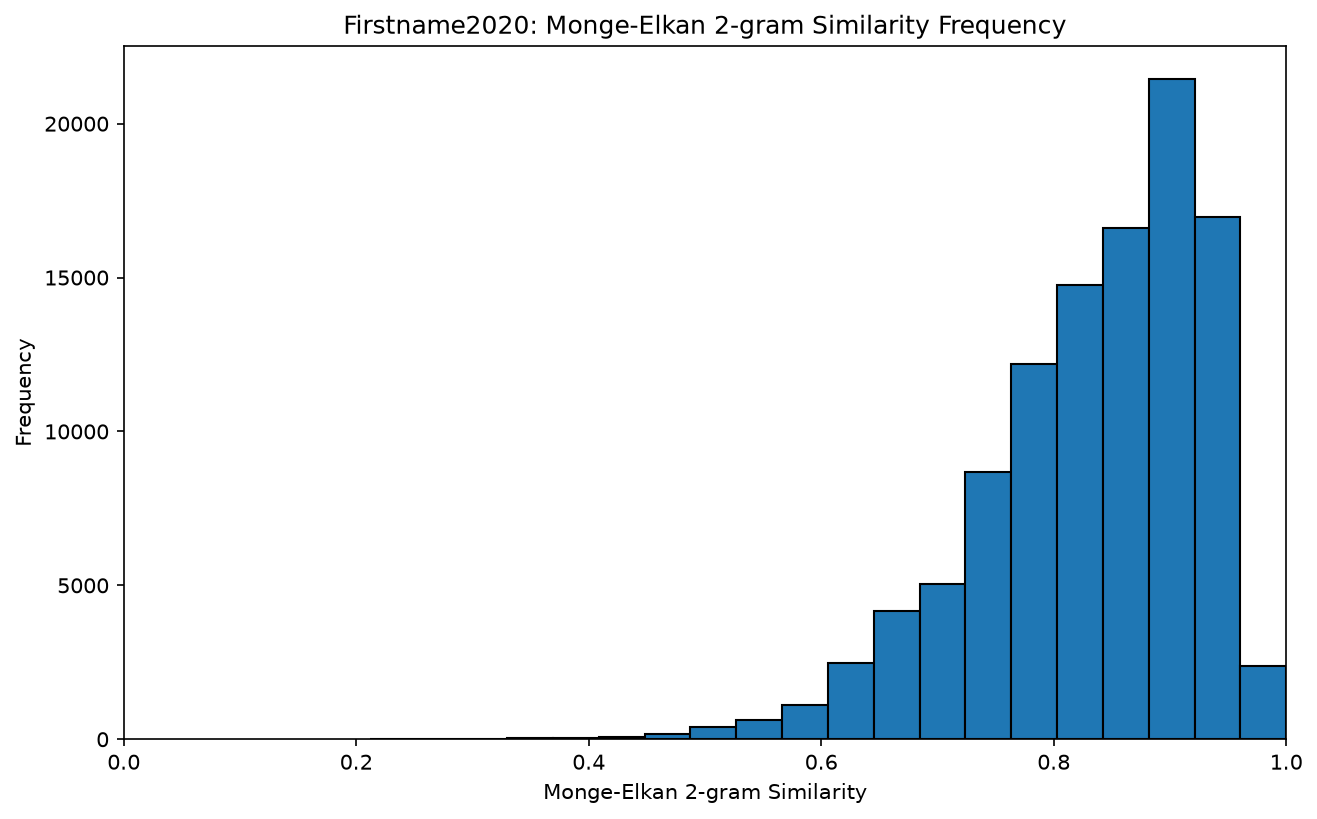 Firstname2020: Monge-Elkan 2-gram Similarity Frequency
Frequency
20000
15000
10000
5000
0
0.0 0.2 0.4 0.6 0.8 1.0
Monge-Elkan 2-gram Similarity